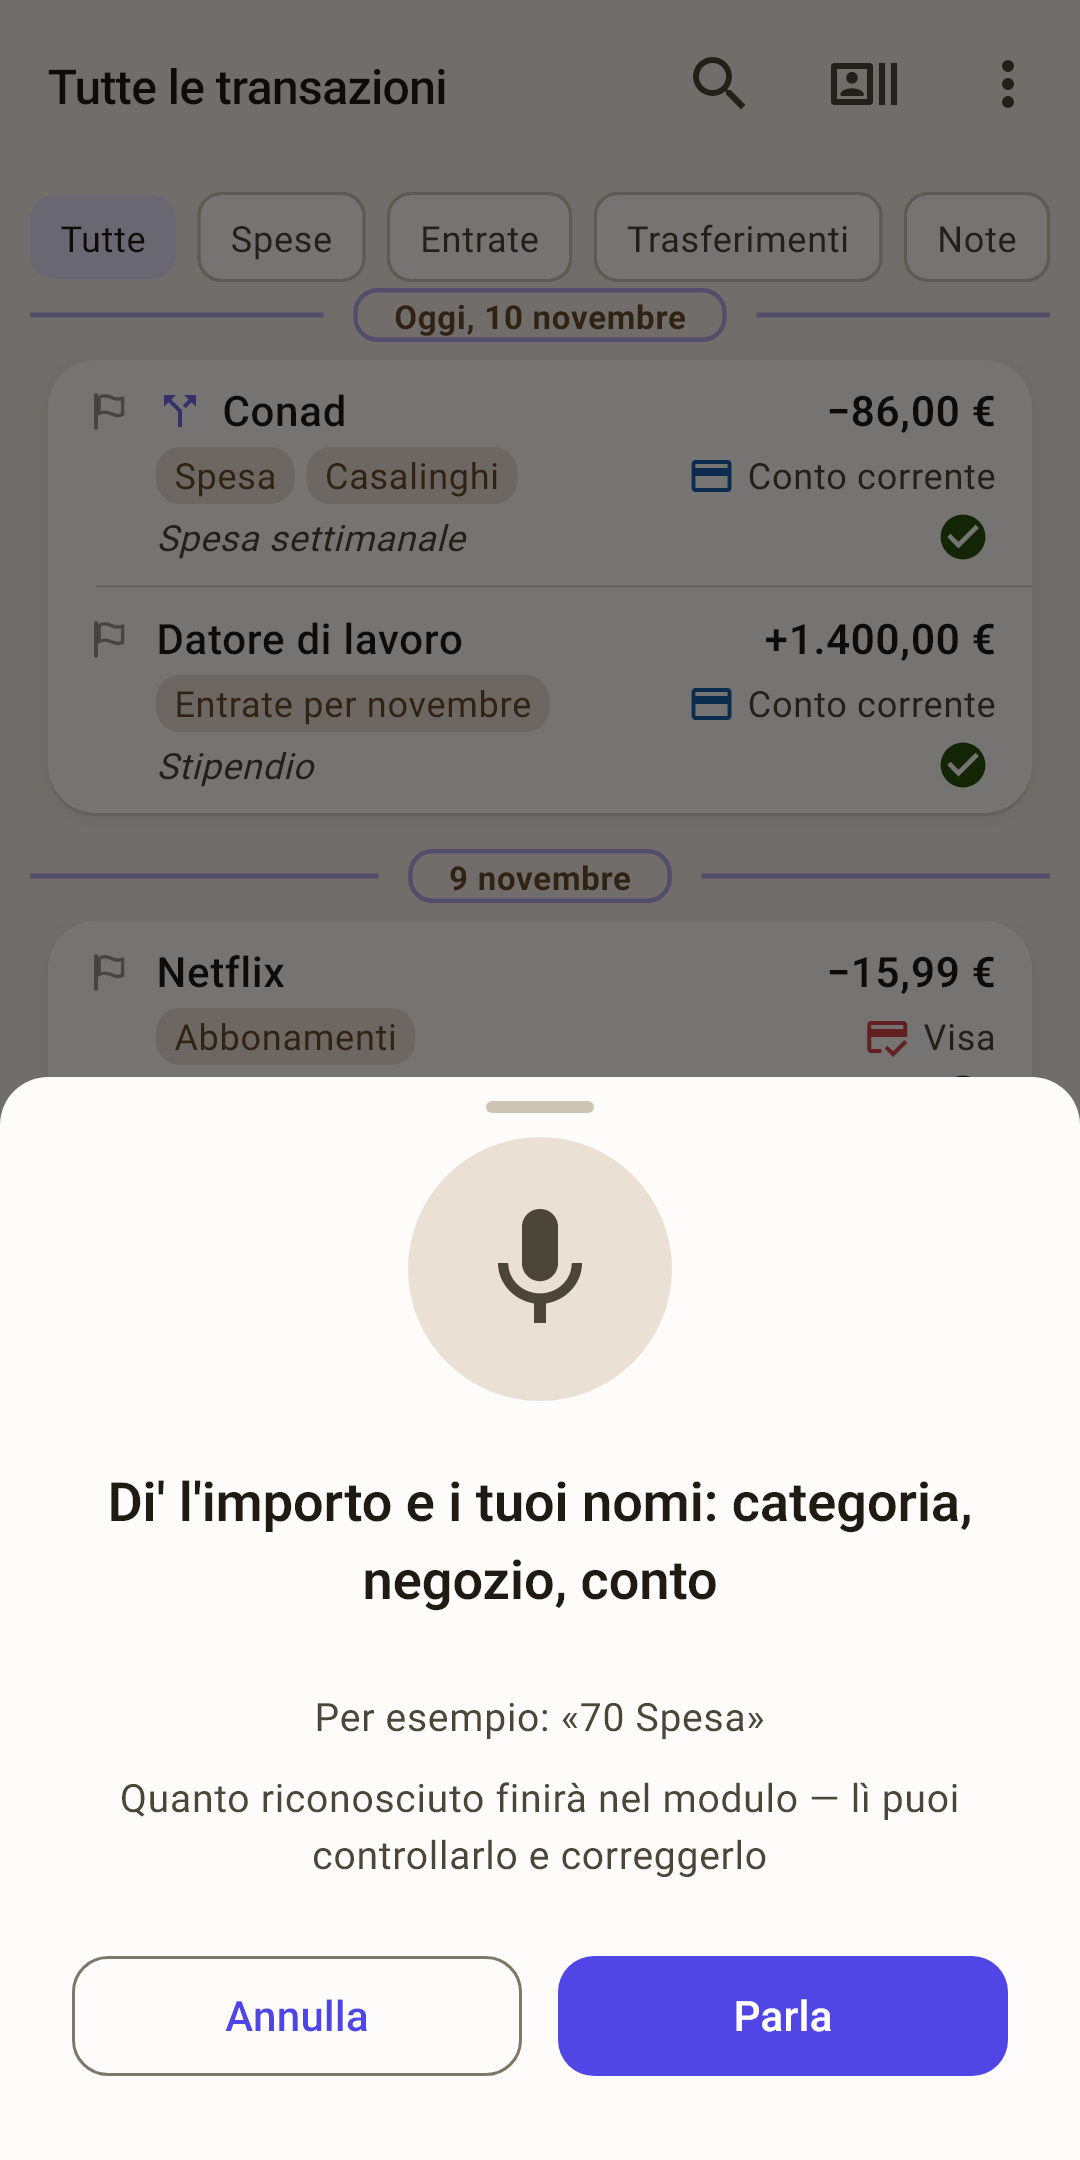 Tutte le transazioni
Tutte Spese Entrate Trasferimenti Note
Oggi, 10 novembre
Conad −86,00 €
Spesa Casalinghi Conto corrente
Spesa settimanale
Datore di lavoro +1.400,00 €
Entrate per novembre Conto corrente
Stipendio
9 novembre
Netflix −15,99 €
Abbonamenti Visa
Di' l'importo e i tuoi nomi: categoria,
negozio, conto
Per esempio: «70 Spesa»
Quanto riconosciuto finirà nel modulo — lì puoi
controllarlo e correggerlo
Annulla Parla